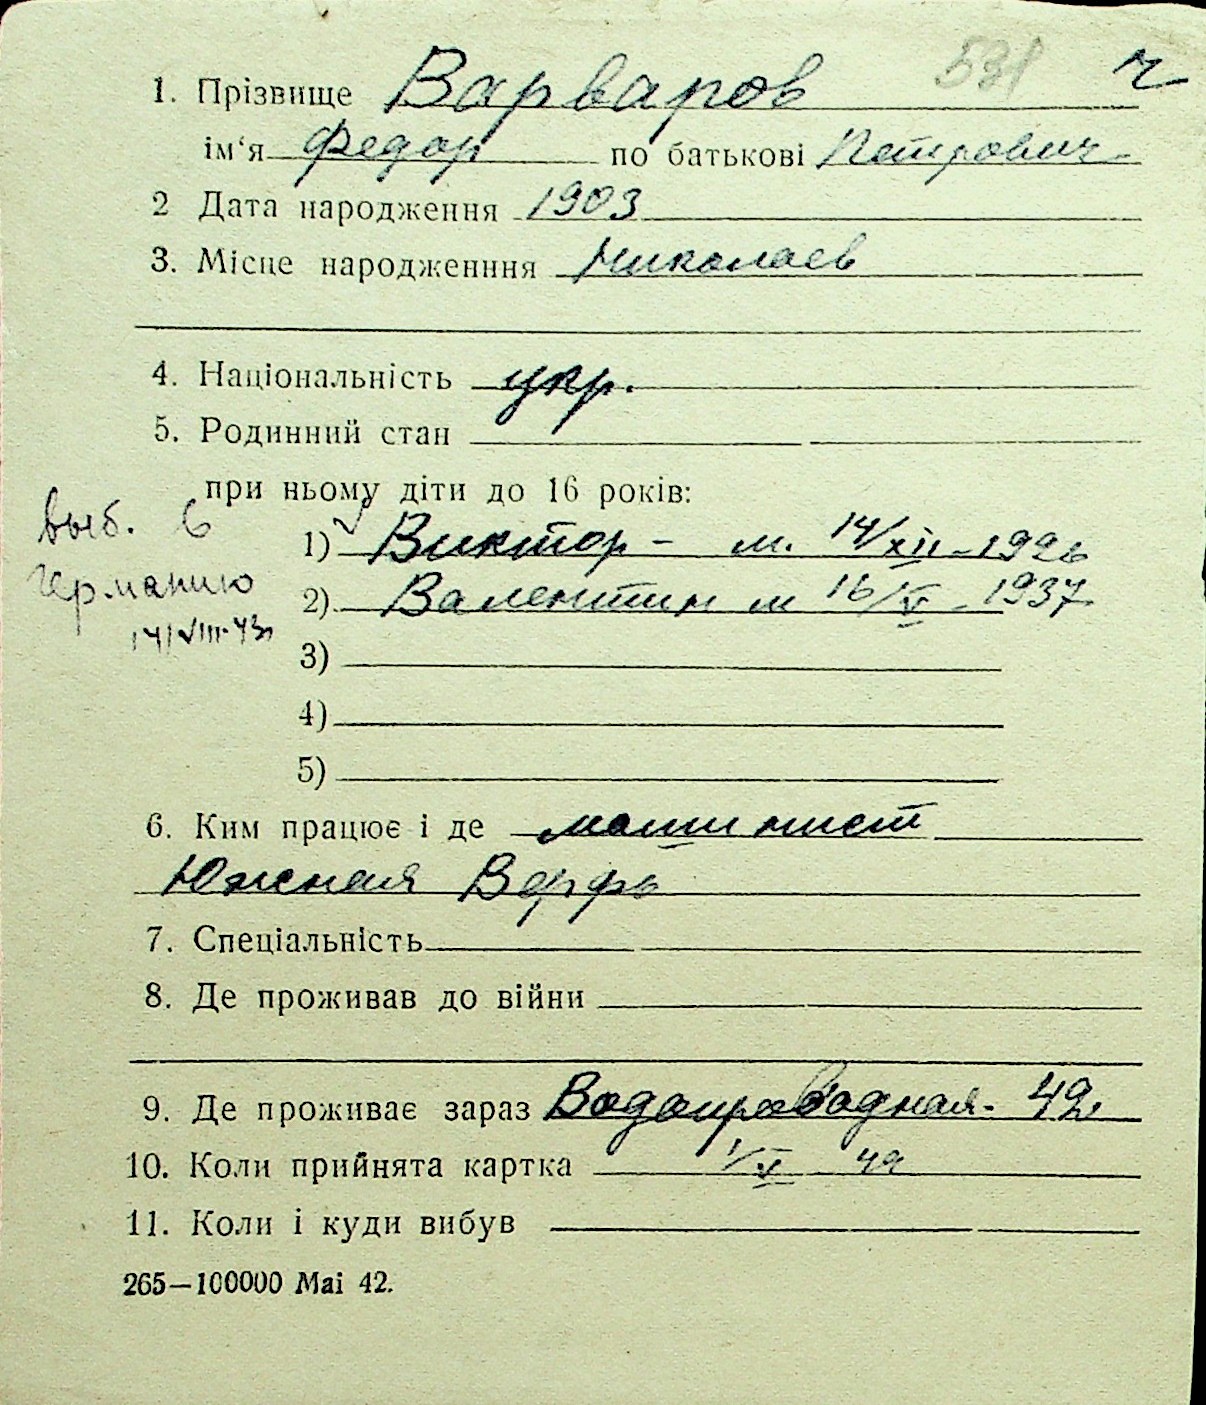 531 ч
1. Прізвище Варваров
ім‘я Федор по батькові Петрович
2 Дата народження 1903
3. Місце народженння Николаев
4. Національність укр.
5. Родинний стан
при ньому діти до 16 років:
выб. в
Германию
14/VIII-43
1) Виктор - м. 14/XII-1926
2) Валентин м 16/V-1937
3)
4)
5)
6. Ким працює і де машинист
Южная Верфь
7. Спеціальність
8. Де проживав до війни
9. Де проживає зараз Водопроводная - 42
10. Коли прийнята картка 1/X 42
11. Коли і куди вибув
265—100000 Mai 42.